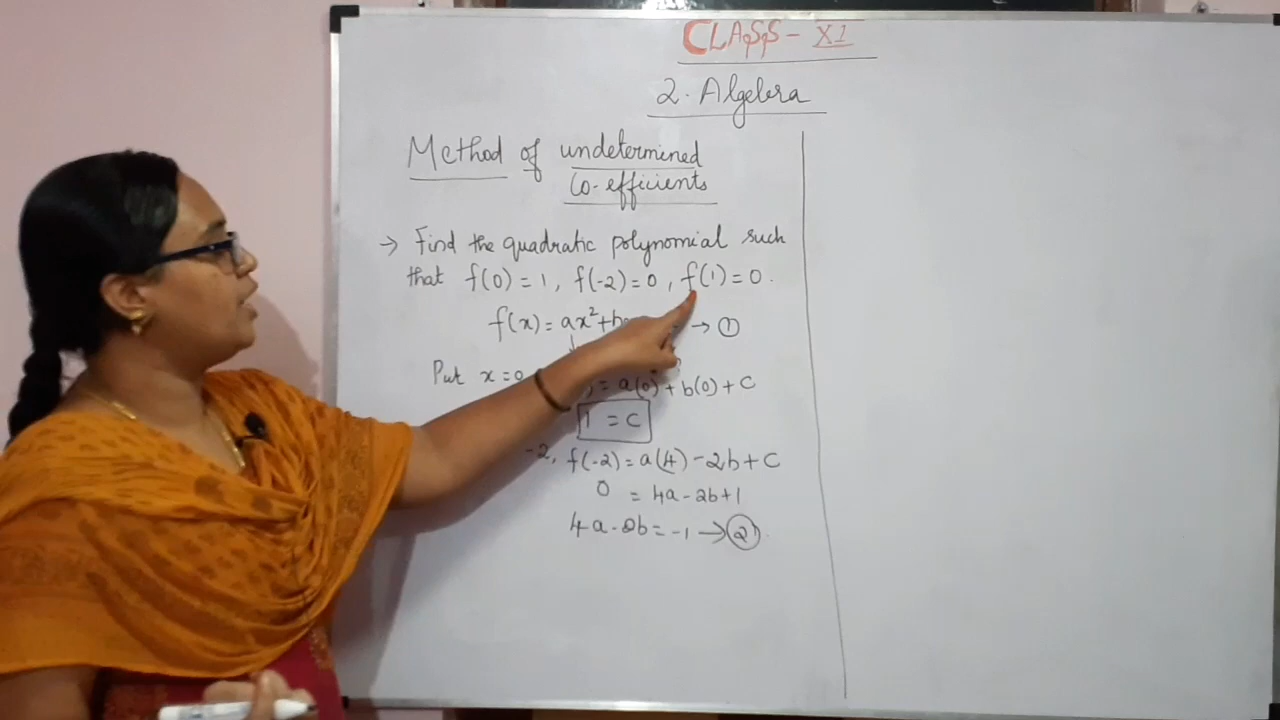 CLASS - XI
2. Algebra
Method of undetermined
Co-efficients
→ Find the quadratic polynomial such
that f(0) = 1, f(-2) = 0, f(1) = 0.
f(x) = ax² + b → ①
Put x = 0 = a(0)² + b(0) + c
1 = c
-2, f(-2) = a(4) - 2b + c
0 = 4a - 2b + 1
4a - 2b = -1 → ②